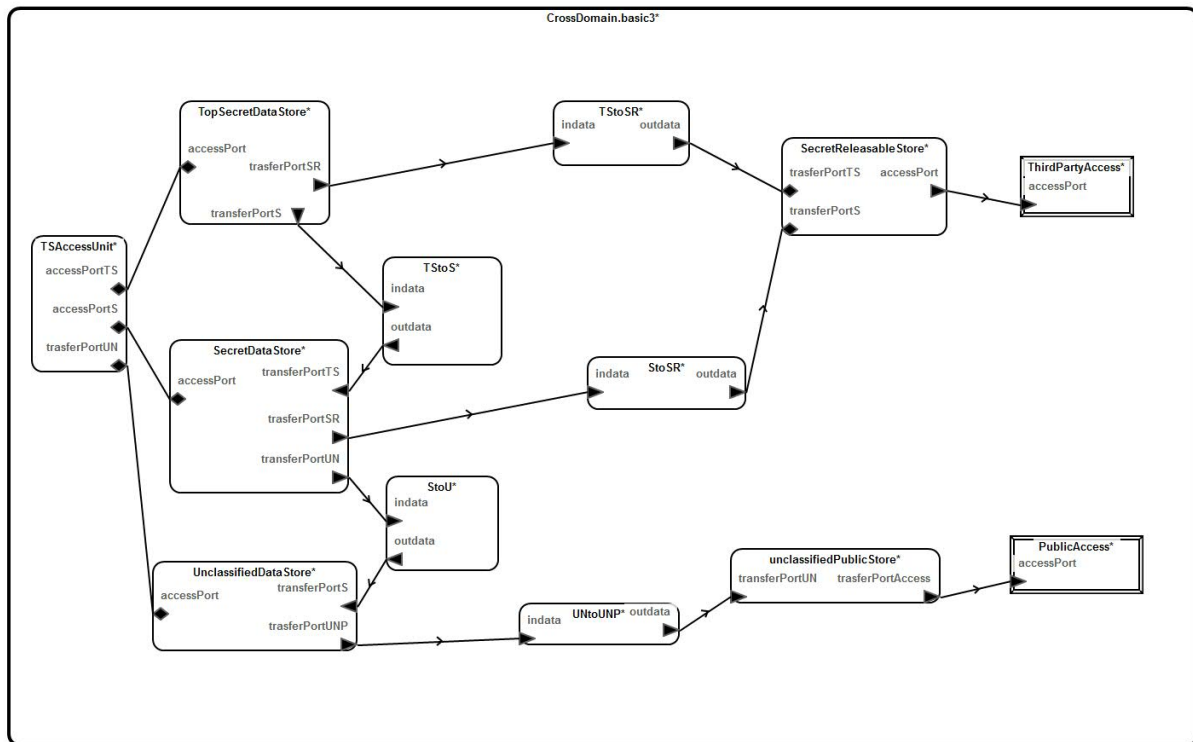 CrossDomain.basic3*
TopSecretDataStore*
accessPort
trasferPortSR
transferPortS
TStoSR*
indata
outdata
SecretReleasableStore*
trasferPortTS
accessPort
transferPortS
ThirdPartyAccess*
accessPort
TSAccessUnit*
accessPortTS
accessPortS
trasferPortUN
TStoS*
indata
outdata
SecretDataStore*
transferPortTS
accessPort
trasferPortSR
transferPortUN
StoSR*
indata
outdata
StoU*
indata
outdata
UnclassifiedDataStore*
transferPortS
accessPort
trasferPortUNP
UNtoUNP*
indata
outdata
unclassifiedPublicStore*
transferPortUN
trasferPortAccess
PublicAccess*
accessPort